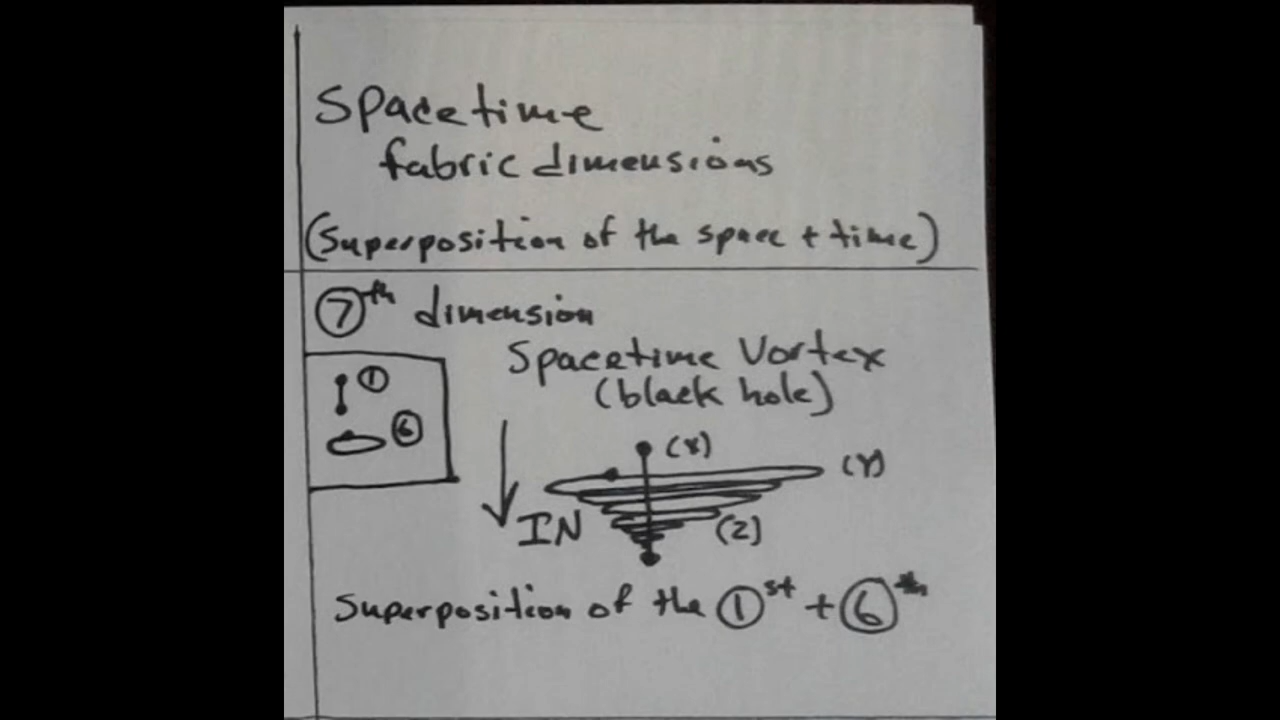 Spacetime
fabric dimensions
(Superposition of the space + time)
7th dimension
Spacetime Vortex
(black hole)
1
6
(X)
(Y)
IN
(Z)
Superposition of the 1st + 6th